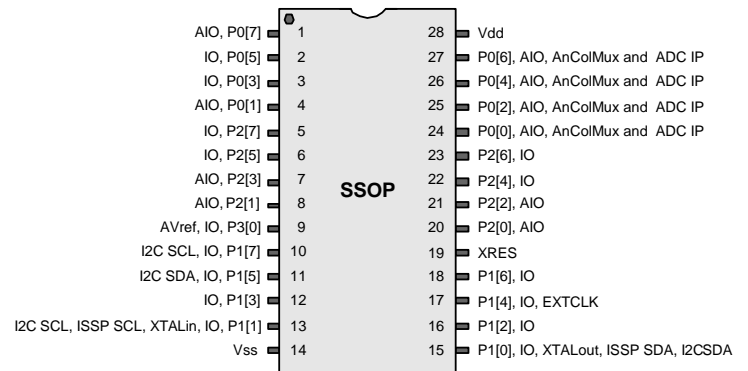 AIO, P0[7] 1 28 Vdd
IO, P0[5] 2 27 P0[6], AIO, AnColMux and ADC IP
IO, P0[3] 3 26 P0[4], AIO, AnColMux and ADC IP
AIO, P0[1] 4 25 P0[2], AIO, AnColMux and ADC IP
IO, P2[7] 5 24 P0[0], AIO, AnColMux and ADC IP
IO, P2[5] 6 23 P2[6], IO
AIO, P2[3] 7 SSOP 22 P2[4], IO
AIO, P2[1] 8 21 P2[2], AIO
AVref, IO, P3[0] 9 20 P2[0], AIO
I2C SCL, IO, P1[7] 10 19 XRES
I2C SDA, IO, P1[5] 11 18 P1[6], IO
IO, P1[3] 12 17 P1[4], IO, EXTCLK
I2C SCL, ISSP SCL, XTALin, IO, P1[1] 13 16 P1[2], IO
Vss 14 15 P1[0], IO, XTALout, ISSP SDA, I2CSDA